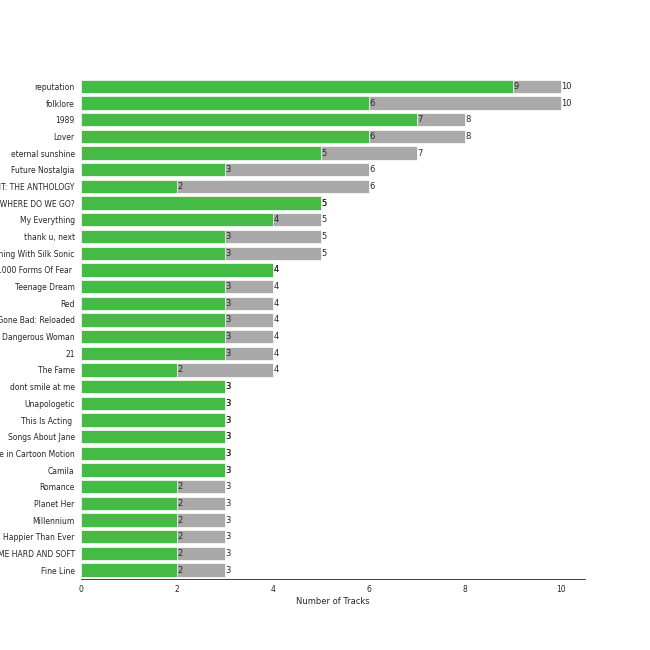 reputation 9 10
folklore 6 10
1989 7 8
Lover 6 8
eternal sunshine 5 7
Future Nostalgia 3 6
T: THE ANTHOLOGY 2 6
WHERE DO WE GO? 5
My Everything 4 5
thank u, next 3 5
ning With Silk Sonic 3 5
000 Forms Of Fear 4
Teenage Dream 3 4
Red 3 4
Gone Bad: Reloaded 3 4
Dangerous Woman 3 4
21 3 4
The Fame 2 4
dont smile at me 3
Unapologetic 3
This Is Acting 3
Songs About Jane 3
e in Cartoon Motion 3
Camila 3
Romance 2 3
Planet Her 2 3
Millennium 2 3
Happier Than Ever 2 3
ME HARD AND SOFT 2 3
Fine Line 2 3
0 2 4 6 8 10
Number of Tracks